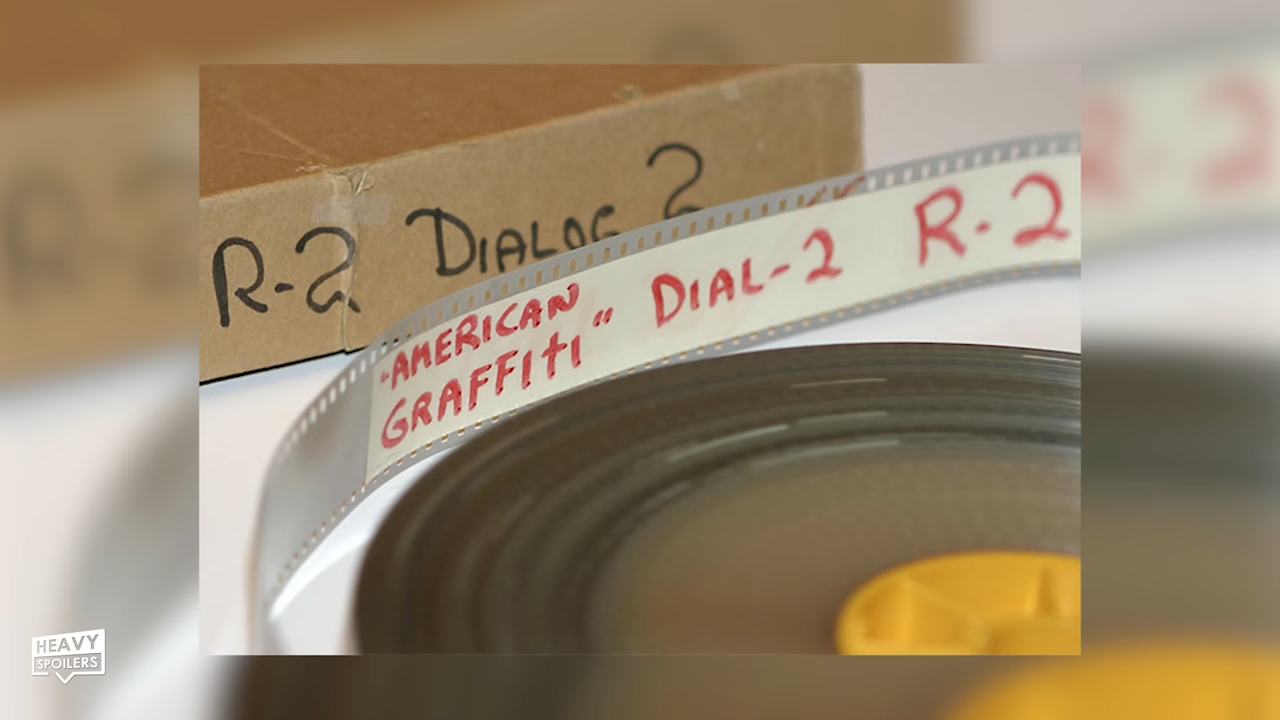 R-2 DIALOG 2
"AMERICAN
GRAFFITI" DIAL-2 R-2
HEAVY
SPOILERS